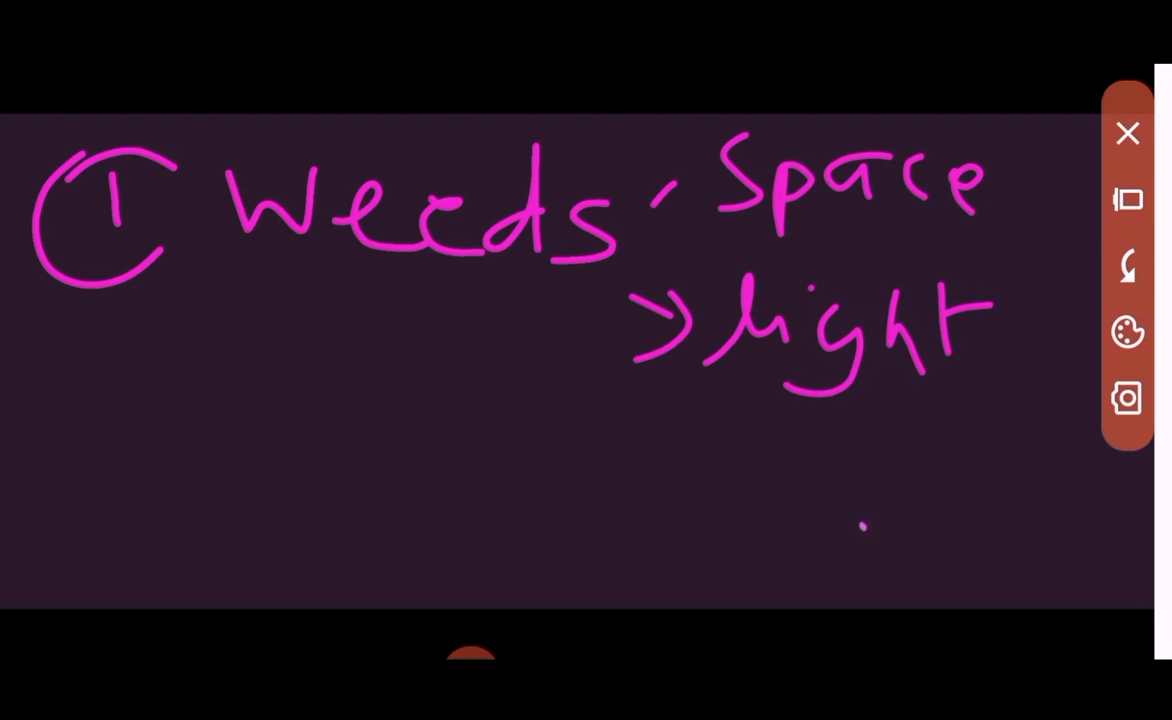 ① Weeds, Space
→ light